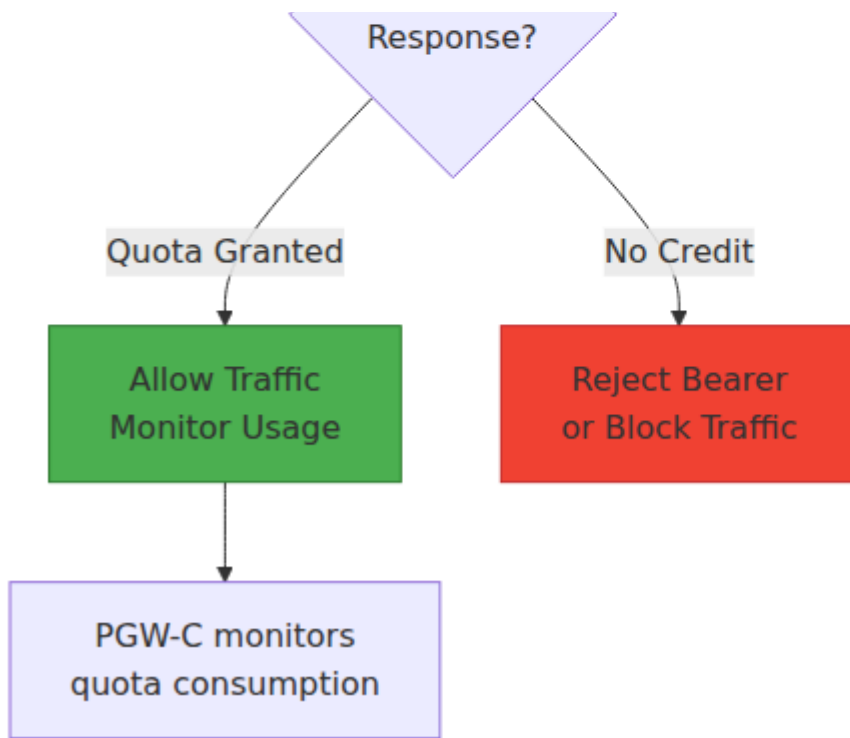 Response?
Quota Granted
No Credit
Allow Traffic
Monitor Usage
Reject Bearer
or Block Traffic
PGW-C monitors
quota consumption